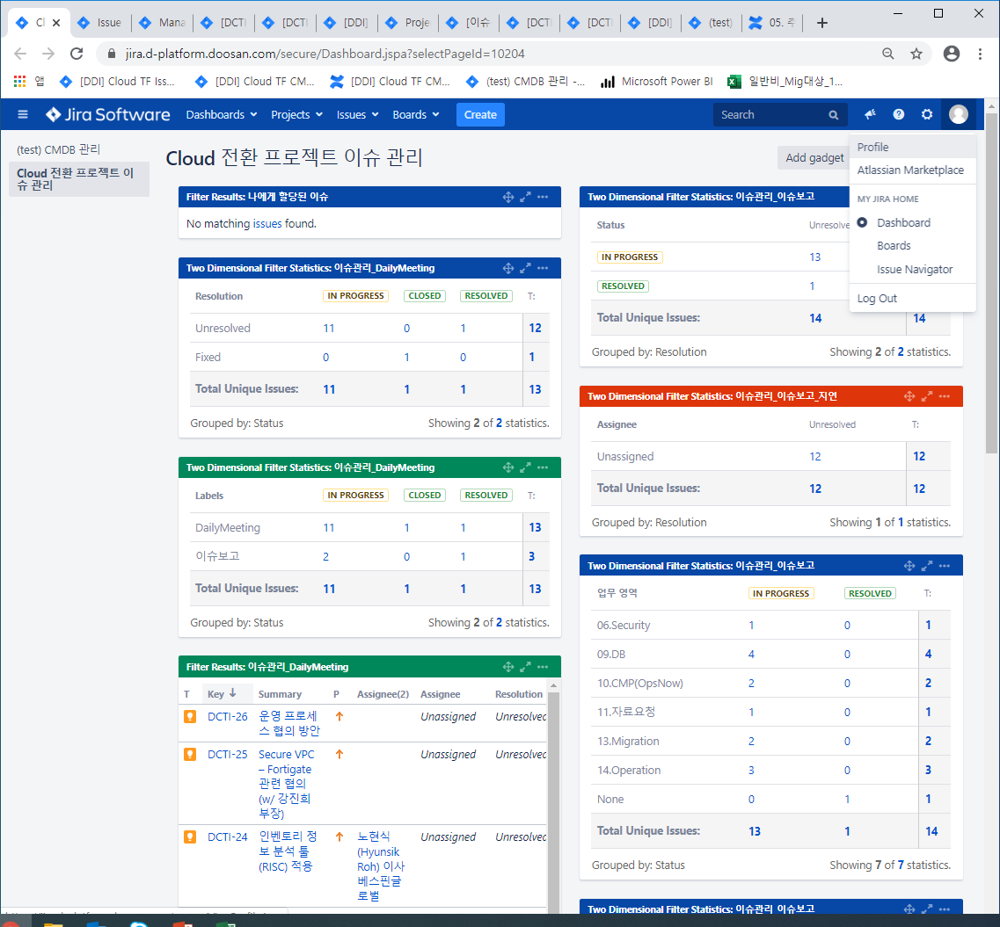 Cl
Issue
Mana
[DCTI
[DCTI
[DDI]
Proje
[이슈
[DCTI
[DCTI
[DDI]
(test)
05. 주
jira.d-platform.doosan.com/secure/Dashboard.jspa?selectPageId=10204
앱
[DDI] Cloud TF Iss...
[DDI] Cloud TF CM...
[DDI] Cloud TF CM...
(test) CMDB 관리 -...
Microsoft Power BI
일반비_Mig대상_1...
Jira Software
Dashboards
Projects
Issues
Boards
Create
Search
(test) CMDB 관리
Cloud 전환 프로젝트 이
슈 관리
Cloud 전환 프로젝트 이슈 관리
Add gadget
Profile
Atlassian Marketplace
MY JIRA HOME
Dashboard
Boards
Issue Navigator
Log Out
Filter Results: 나에게 할당된 이슈
No matching issues found.
Two Dimensional Filter Statistics: 이슈관리_DailyMeeting
Resolution IN PROGRESS CLOSED RESOLVED T:
Unresolved 11 0 1 12
Fixed 0 1 0 1
Total Unique Issues: 11 1 1 13
Grouped by: Status Showing 2 of 2 statistics.
Two Dimensional Filter Statistics: 이슈관리_DailyMeeting
Labels IN PROGRESS CLOSED RESOLVED T:
DailyMeeting 11 1 1 13
이슈보고 2 0 1 3
Total Unique Issues: 11 1 1 13
Grouped by: Status Showing 2 of 2 statistics.
Filter Results: 이슈관리_DailyMeeting
T Key Summary P Assignee(2) Assignee Resolution
DCTI-26 운영 프로세 Unassigned Unresolved
스 협의 방안
DCTI-25 Secure VPC Unassigned Unresolved
– Fortigate
관련 협의
(w/ 강진희
부장)
DCTI-24 인벤토리 정 노현식 Unassigned Unresolved
보 분석 툴 (Hyunsik
(RISC) 적용 Roh) 이사
베스핀글
로벌
Two Dimensional Filter Statistics: 이슈관리_이슈보고
Status Unresolve
IN PROGRESS 13
RESOLVED 1
Total Unique Issues: 14 14
Grouped by: Resolution Showing 2 of 2 statistics.
Two Dimensional Filter Statistics: 이슈관리_이슈보고_지연
Assignee Unresolved T:
Unassigned 12 12
Total Unique Issues: 12 12
Grouped by: Resolution Showing 1 of 1 statistics.
Two Dimensional Filter Statistics: 이슈관리_이슈보고
업무 영역 IN PROGRESS RESOLVED T:
06.Security 1 0 1
09.DB 4 0 4
10.CMP(OpsNow) 2 0 2
11.자료요청 1 0 1
13.Migration 2 0 2
14.Operation 3 0 3
None 0 1 1
Total Unique Issues: 13 1 14
Grouped by: Status Showing 7 of 7 statistics.
Two Dimensional Filter Statistics: 이슈관리_이슈보고